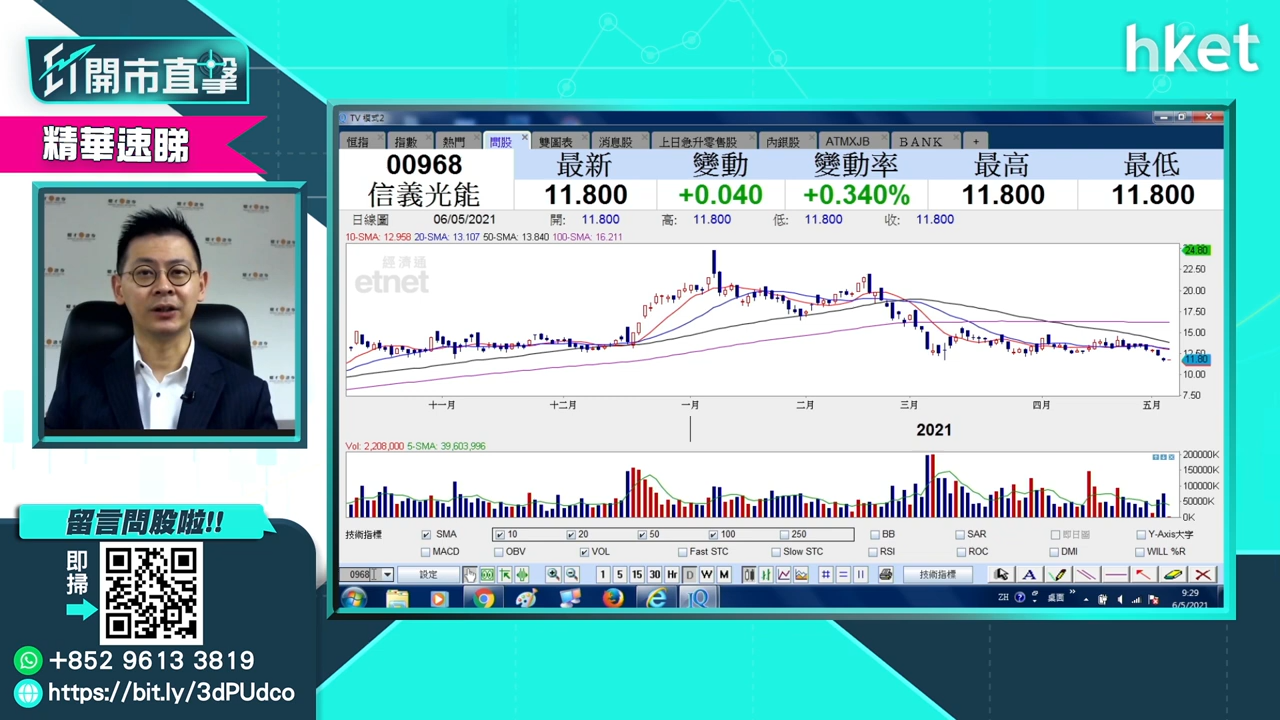 ET開市直擊
hket
精華速睇
TV 模式2
恒指 指數 熱門 問股 雙圖表 消息股 上日急升零售股 內銀股 ATMXJB BANK +
00968 最新 變動 變動率 最高 最低
信義光能 11.800 +0.040 +0.340% 11.800 11.800
日線圖 06/05/2021 開: 11.800 高: 11.800 低: 11.800 收: 11.800
10-SMA: 12.958 20-SMA: 13.107 50-SMA: 13.840 100-SMA: 16.211
經濟通
etnet
24.80
22.50
20.00
17.50
15.00
11.80
10.00
7.50
十一月 十二月 一月 二月 三月 四月 五月
2021
Vol: 2,208,000 5-SMA: 39,603,996
200000K
150000K
100000K
50000K
0K
技術指標 SMA 10 20 50 100 250 BB SAR 即日圖 Y-Axis大字
MACD OBV VOL Fast STC Slow STC RSI ROC DMI WILL %R
0968 設定 1 5 15 30 Hr D W M 技術指標 A
ZH 桌面 9:29
6/5/2021
留言問股啦!!
即掃
+852 9613 3819
https://bit.ly/3dPUdco